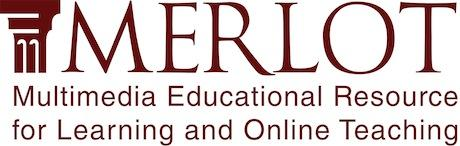 MERLOT
Multimedia Educational Resource
for Learning and Online Teaching